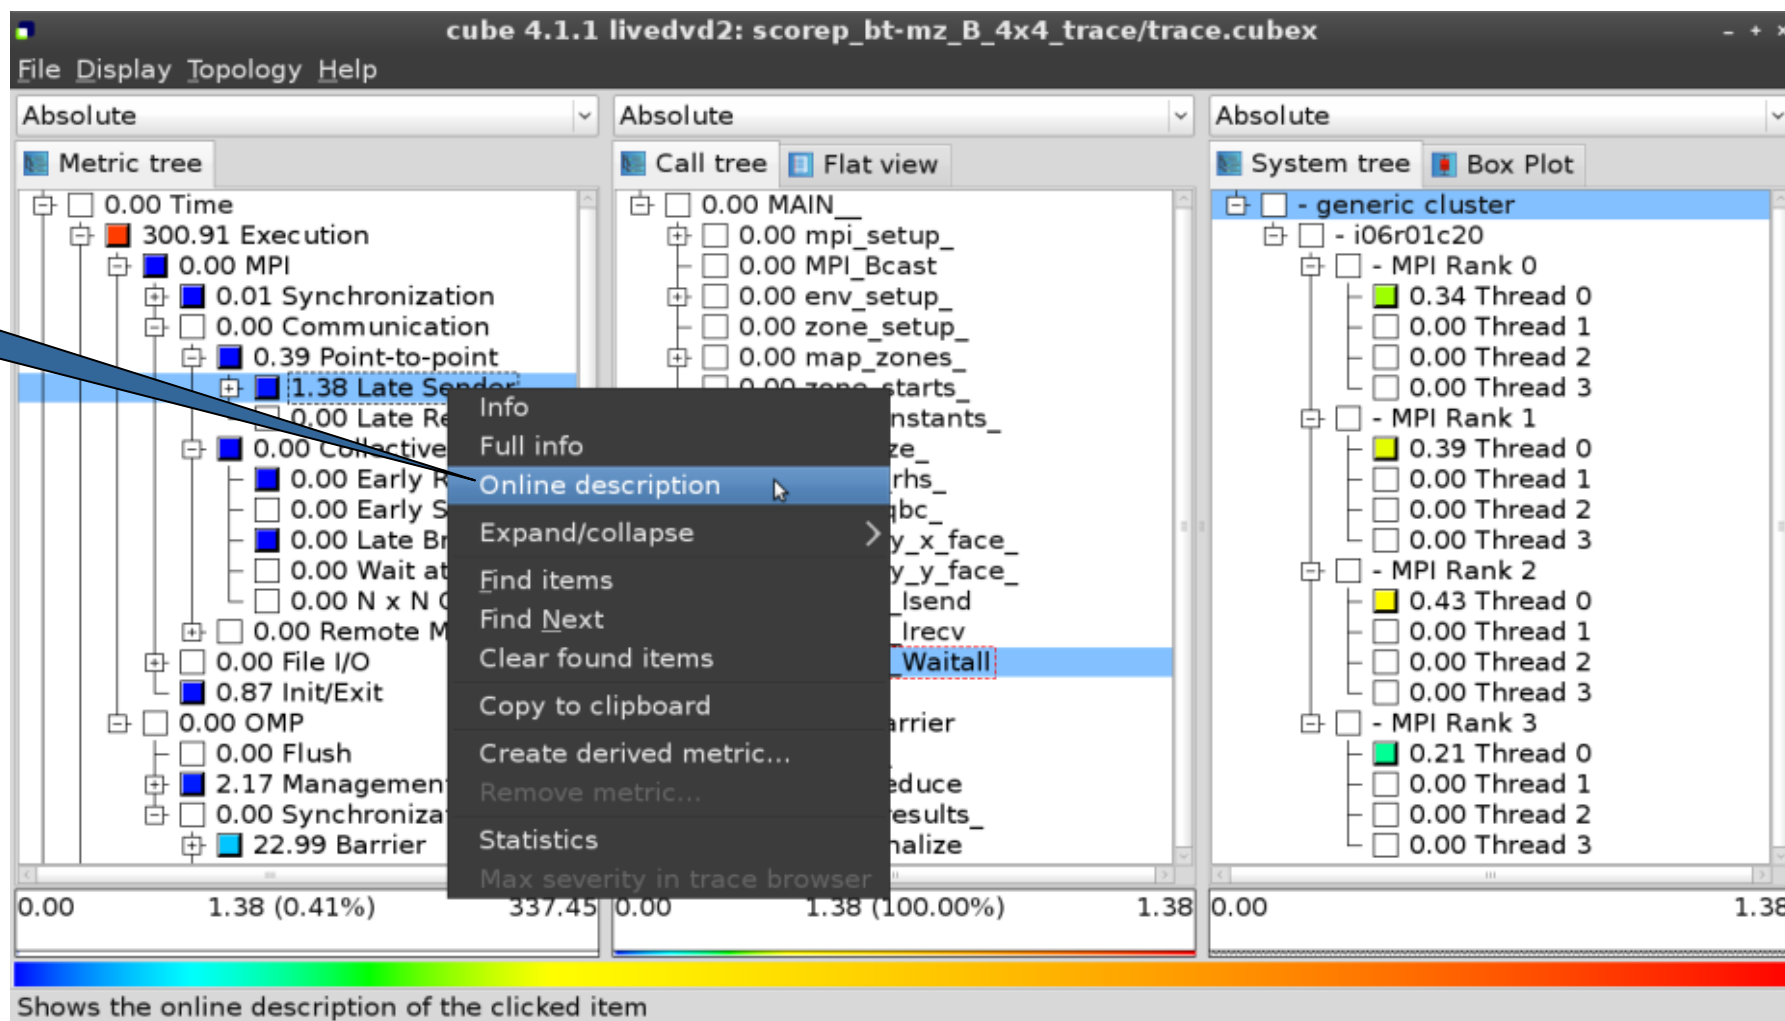 cube 4.1.1 livedvd2: scorep_bt-mz_B_4x4_trace/trace.cubex
File Display Topology Help
Absolute
Metric tree
0.00 Time
300.91 Execution
0.00 MPI
0.01 Synchronization
0.00 Communication
0.39 Point-to-point
1.38 Late Sender
0.00 Late Re
0.00 Collective
0.00 Early R
0.00 Early S
0.00 Late Br
0.00 Wait at
0.00 N x N
0.00 Remote M
0.00 File I/O
0.87 Init/Exit
0.00 OMP
0.00 Flush
2.17 Managemen
0.00 Synchroniza
22.99 Barrier
0.00 1.38 (0.41%) 337.45
Info
Full info
Online description
Expand/collapse
Find items
Find Next
Clear found items
Copy to clipboard
Create derived metric...
Remove metric...
Statistics
Max severity in trace browser
Absolute
Call tree Flat view
0.00 MAIN__
0.00 mpi_setup_
0.00 MPI_Bcast
0.00 env_setup_
0.00 zone_setup_
0.00 map_zones_
0.00 zone_starts_
nstants_
ze_
rhs_
qbc_
y_x_face_
y_y_face_
_Isend
_Irecv
_Waitall
arrier
educe
esults_
nalize
0.00 1.38 (100.00%) 1.38
Absolute
System tree Box Plot
- generic cluster
- i06r01c20
- MPI Rank 0
0.34 Thread 0
0.00 Thread 1
0.00 Thread 2
0.00 Thread 3
- MPI Rank 1
0.39 Thread 0
0.00 Thread 1
0.00 Thread 2
0.00 Thread 3
- MPI Rank 2
0.43 Thread 0
0.00 Thread 1
0.00 Thread 2
0.00 Thread 3
- MPI Rank 3
0.21 Thread 0
0.00 Thread 1
0.00 Thread 2
0.00 Thread 3
0.00 1.38
Shows the online description of the clicked item